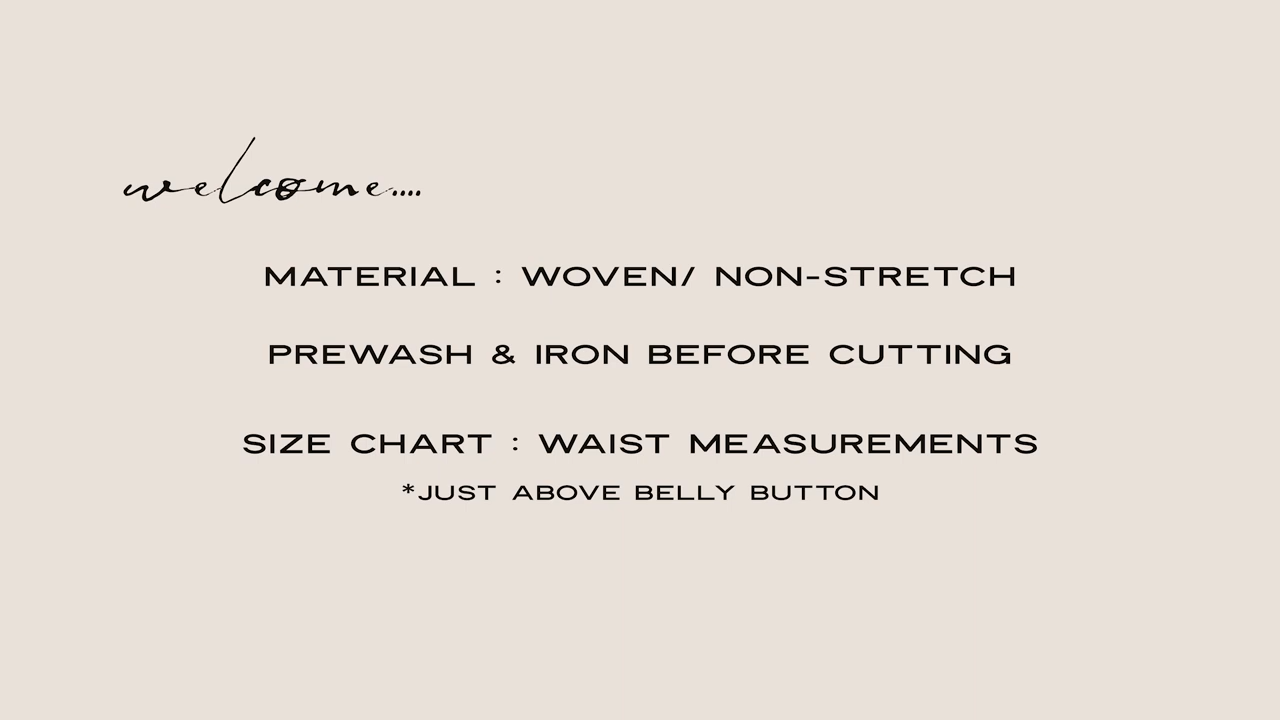 welcome....
MATERIAL : WOVEN/ NON-STRETCH
PREWASH & IRON BEFORE CUTTING
SIZE CHART : WAIST MEASUREMENTS
*JUST ABOVE BELLY BUTTON